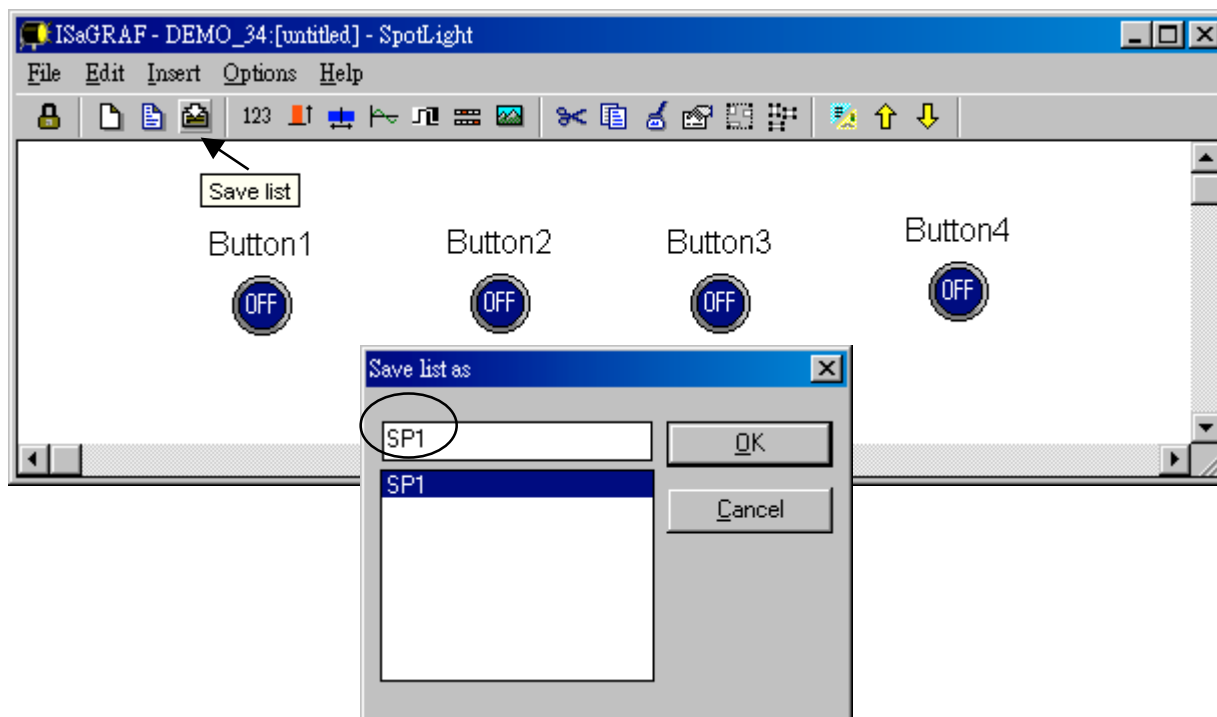 ISaGRAF - DEMO_34:[untitled] - SpotLight
File Edit Insert Options Help
123
Save list
Button1 Button2 Button3 Button4
OFF OFF OFF OFF
Save list as
SP1 OK
SP1
Cancel